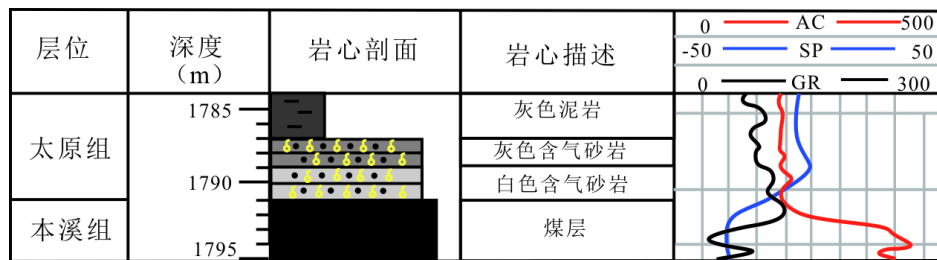 层位
深度
（m）
岩心剖面
岩心描述
0 AC 500
-50 SP 50
0 GR 300
太原组
1785
灰色泥岩
灰色含气砂岩
1790
白色含气砂岩
本溪组
煤层
1795